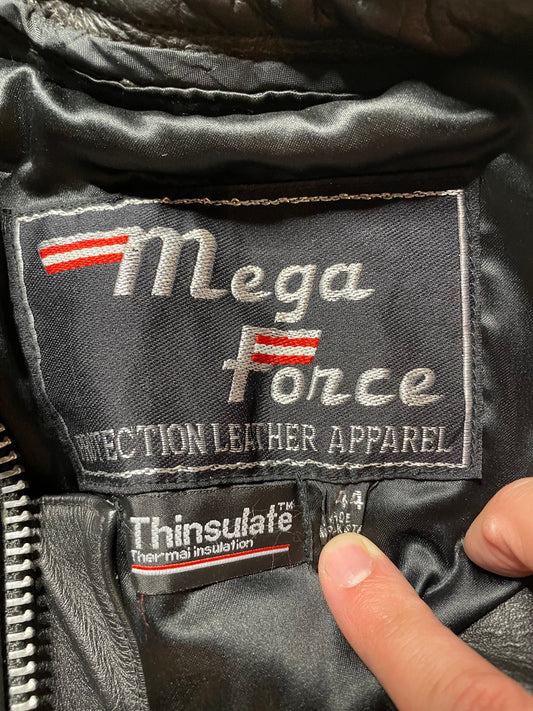 Mega
Force
PROTECTION LEATHER APPAREL
Thinsulate™
Thermal insulation
44